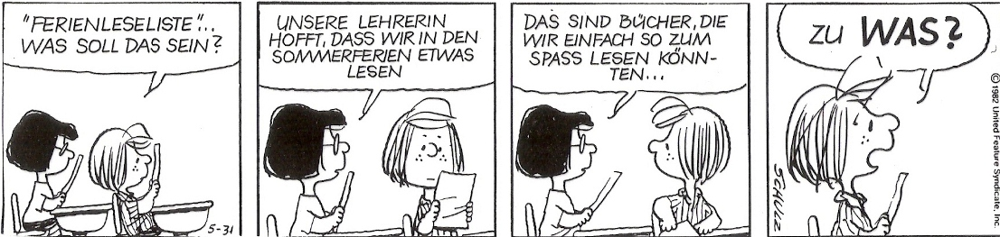 "FERIENLESELISTE"...
WAS SOLL DAS SEIN?
5-31
UNSERE LEHRERIN
HOFFT, DASS WIR IN DEN
SOMMERFERIEN ETWAS
LESEN
DAS SIND BÜCHER, DIE
WIR EINFACH SO ZUM
SPASS LESEN KÖNN-
TEN...
ZU WAS?
SCHULZ
© 1982 United Feature Syndicate, Inc.